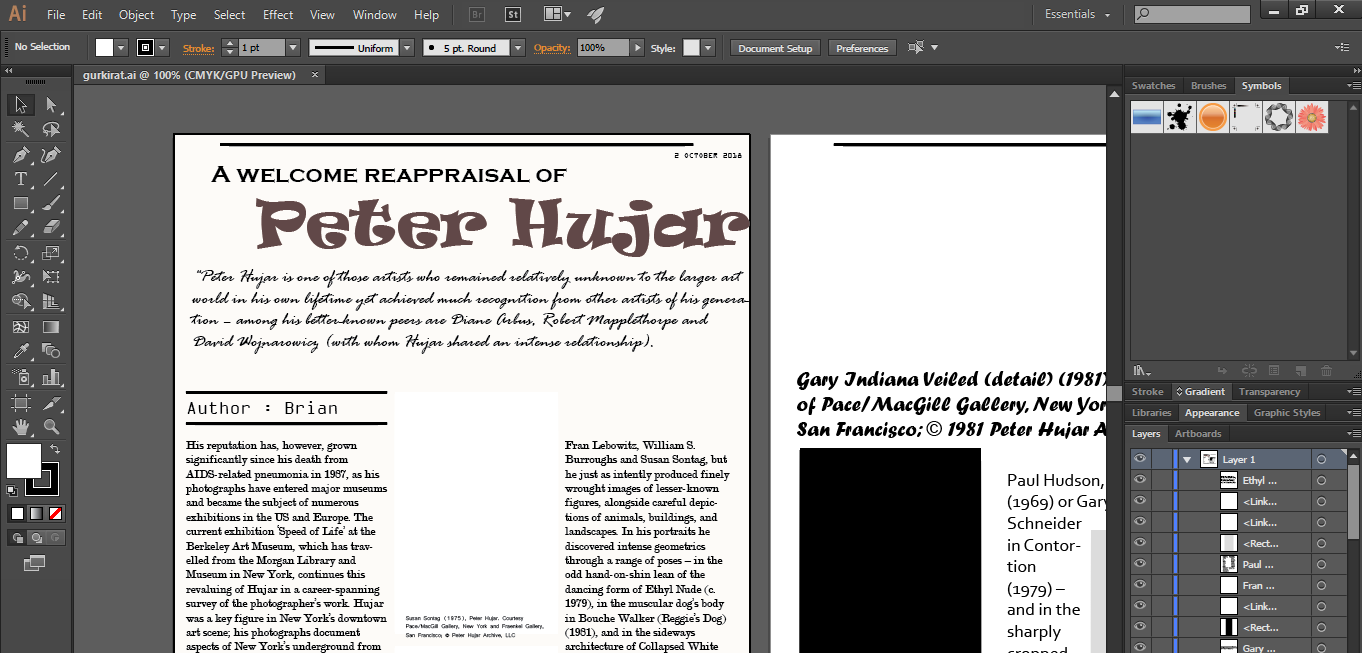 Ai File Edit Object Type Select Effect View Window Help Br St Essentials
No Selection Stroke: 1 pt Uniform 5 pt. Round Opacity: 100% Style: Document Setup Preferences
gurkirat.ai @ 100% (CMYK/GPU Preview) ×
2 OCTOBER 2018
A WELCOME REAPPRAISAL OF
Peter Hujar
"Peter Hujar is one of those artists who remained relatively unknown to the larger art
world in his own lifetime yet achieved much recognition from other artists of his genera-
tion – among his better-known peers are Diane Arbus, Robert Mapplethorpe and
David Wojnarowicz (with whom Hujar shared an intense relationship).
Author : Brian
His reputation has, however, grown
significantly since his death from
AIDS-related pneumonia in 1987, as his
photographs have entered major museums
and became the subject of numerous
exhibitions in the US and Europe. The
current exhibition 'Speed of Life' at the
Berkeley Art Museum, which has trav-
elled from the Morgan Library and
Museum in New York, continues this
revaluing of Hujar in a career-spanning
survey of the photographer's work. Hujar
was a key figure in New York's downtown
art scene; his photographs document
aspects of New York's underground from
Susan Sontag (1975), Peter Hujar. Courtesy
Pace/MacGill Gallery, New York and Fraenkel Gallery,
San Francisco; © Peter Hujar Archive, LLC
Fran Lebowitz, William S.
Burroughs and Susan Sontag, but
he just as intently produced finely
wrought images of lesser-known
figures, alongside careful depic-
tions of animals, buildings, and
landscapes. In his portraits he
discovered intense geometrics
through a range of poses – in the
odd hand-on-shin lean of the
dancing form of Ethyl Nude (c.
1979), in the muscular dog's body
in Bouche Walker (Reggie's Dog)
(1981), and in the sideways
architecture of Collapsed White
Gary Indiana Veiled (detail) (1981)
of Pace/MacGill Gallery, New Yor
San Francisco; © 1981 Peter Hujar A
Paul Hudson,
(1969) or Gary
Schneider
in Contor-
tion
(1979) –
and in the
sharply
cropped
Swatches Brushes Symbols
Stroke Gradient Transparency
Libraries Appearance Graphic Styles
Layers Artboards
Layer 1
Ethyl ...
<Link...
<Link...
<Rect...
Paul ...
Fran ...
<Link...
<Rect...
Gary ...